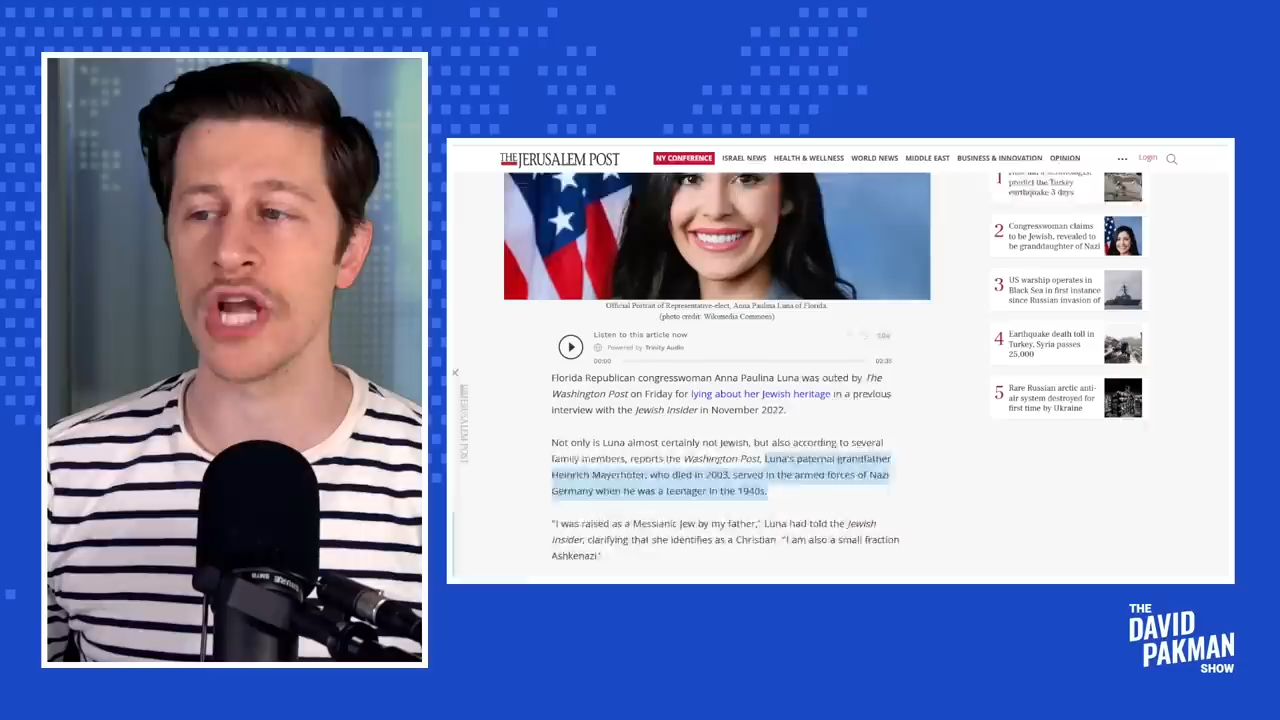 THE JERUSALEM POST
NY CONFERENCE ISRAEL NEWS HEALTH & WELLNESS WORLD NEWS MIDDLE EAST BUSINESS & INNOVATION OPINION ... Login
1
predict the Turkey
earthquake 3 days
2 Congresswoman claims
to be Jewish, revealed to
be granddaughter of Nazi
3 US warship operates in
Black Sea in first instance
since Russian invasion of
4 Earthquake death toll in
Turkey, Syria passes
25,000
5 Rare Russian arctic anti-
air system destroyed for
first time by Ukraine
Official Portrait of Representative-elect, Anna Paulina Luna of Florida.
(photo credit: Wikimedia Commons)
Listen to this article now
Powered by Trinity Audio
00:00
Florida Republican congresswoman Anna Paulina Luna was outed by The
Washington Post on Friday for lying about her Jewish heritage in a previous
interview with the Jewish Insider in November 2022.
Not only is Luna almost certainly not Jewish, but also according to several
family members, reports the Washington Post, Luna's paternal grandfather
Heinrich Mayerhofer, who died in 2003, served in the armed forces of Nazi
Germany when he was a teenager in the 1940s.
"I was raised as a Messianic Jew by my father," Luna had told the Jewish
Insider, clarifying that she identifies as a Christian. "I am also a small fraction
Ashkenazi."
SHURE SM7B
THE
DAVID
PAKMAN
SHOW